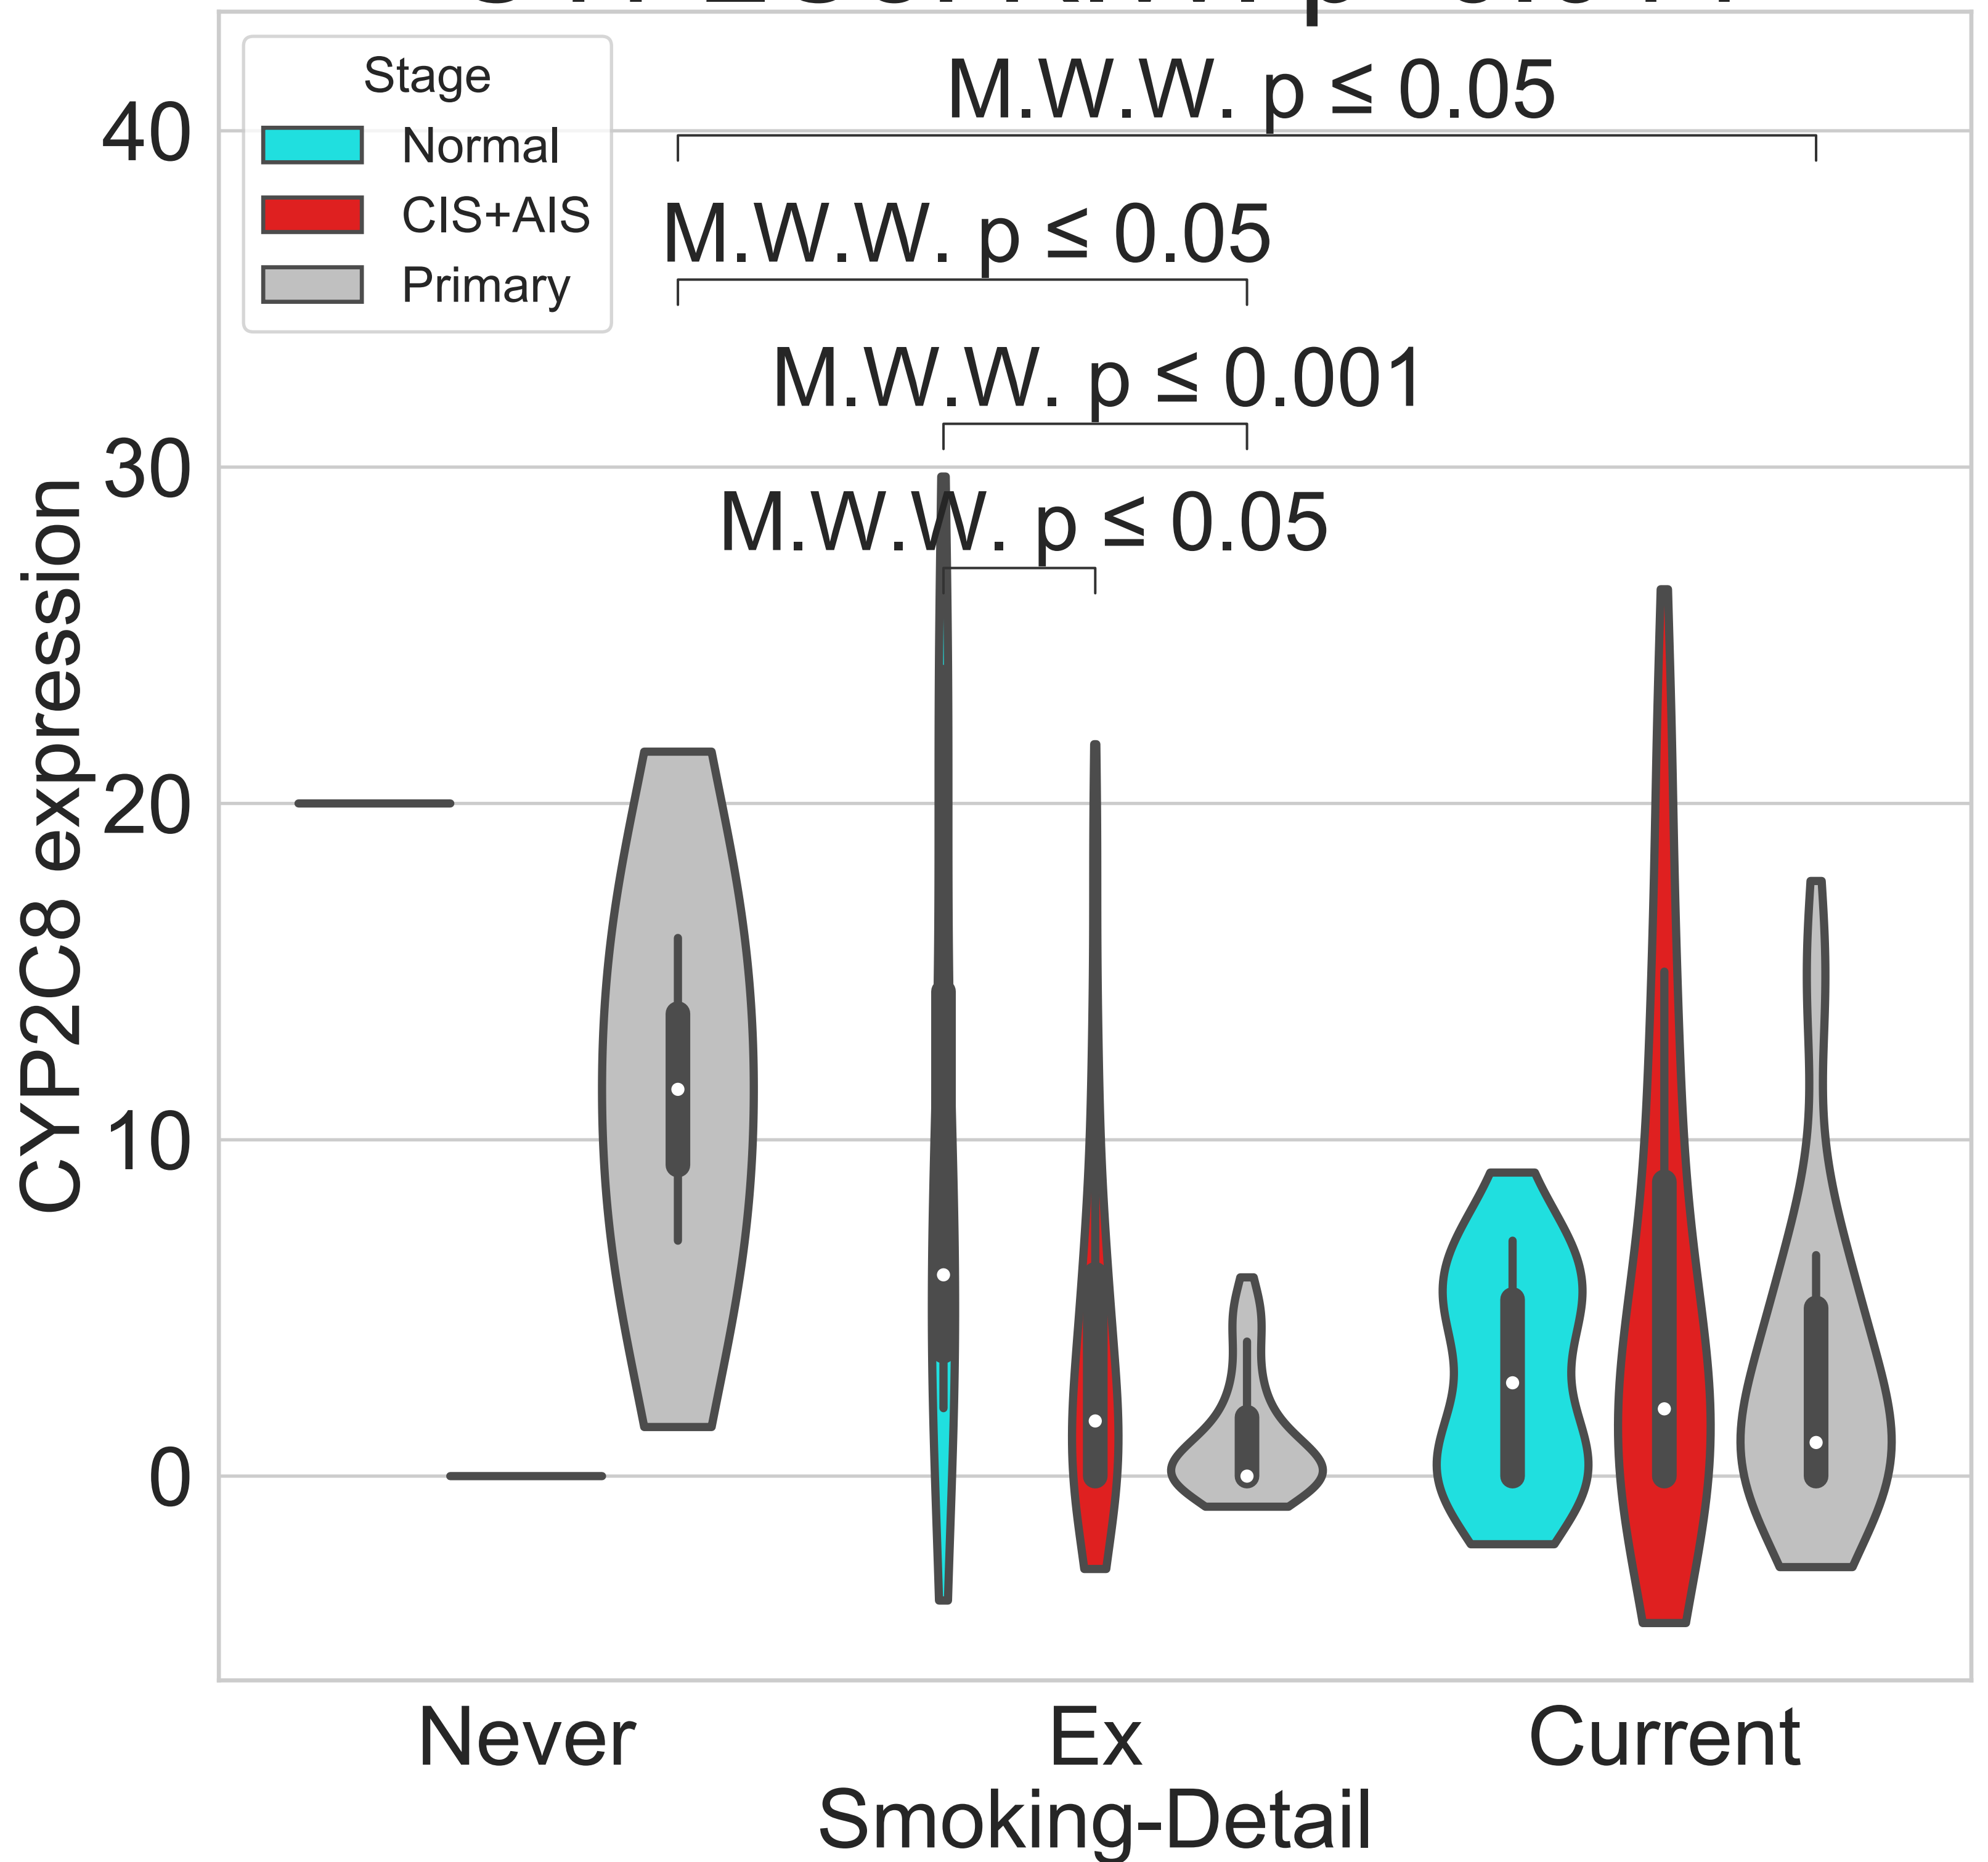 Stage
Normal
CIS+AIS
Primary
M.W.W. p ≤ 0.05
M.W.W. p ≤ 0.05
M.W.W. p ≤ 0.001
M.W.W. p ≤ 0.05
40
30
20
10
0
CYP2C8 expression
Never
Ex
Current
Smoking-Detail